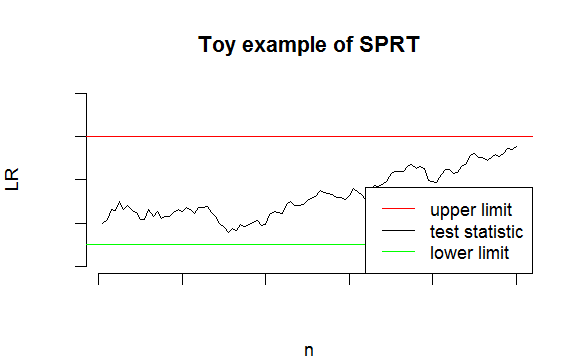 Toy example of SPRT
LR
upper limit
test statistic
lower limit
n